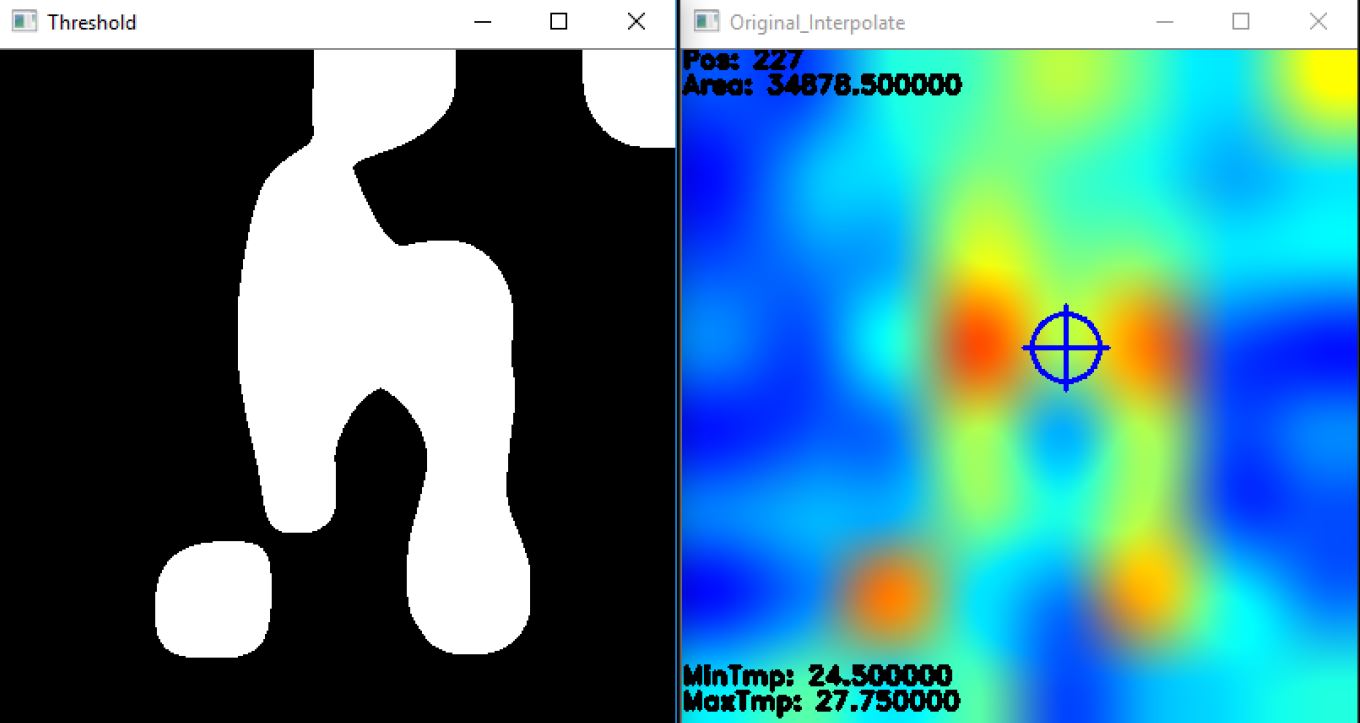 Threshold
Original_Interpolate
Pos: 227
Area: 34878.500000
MinTmp: 24.500000
MaxTmp: 27.750000